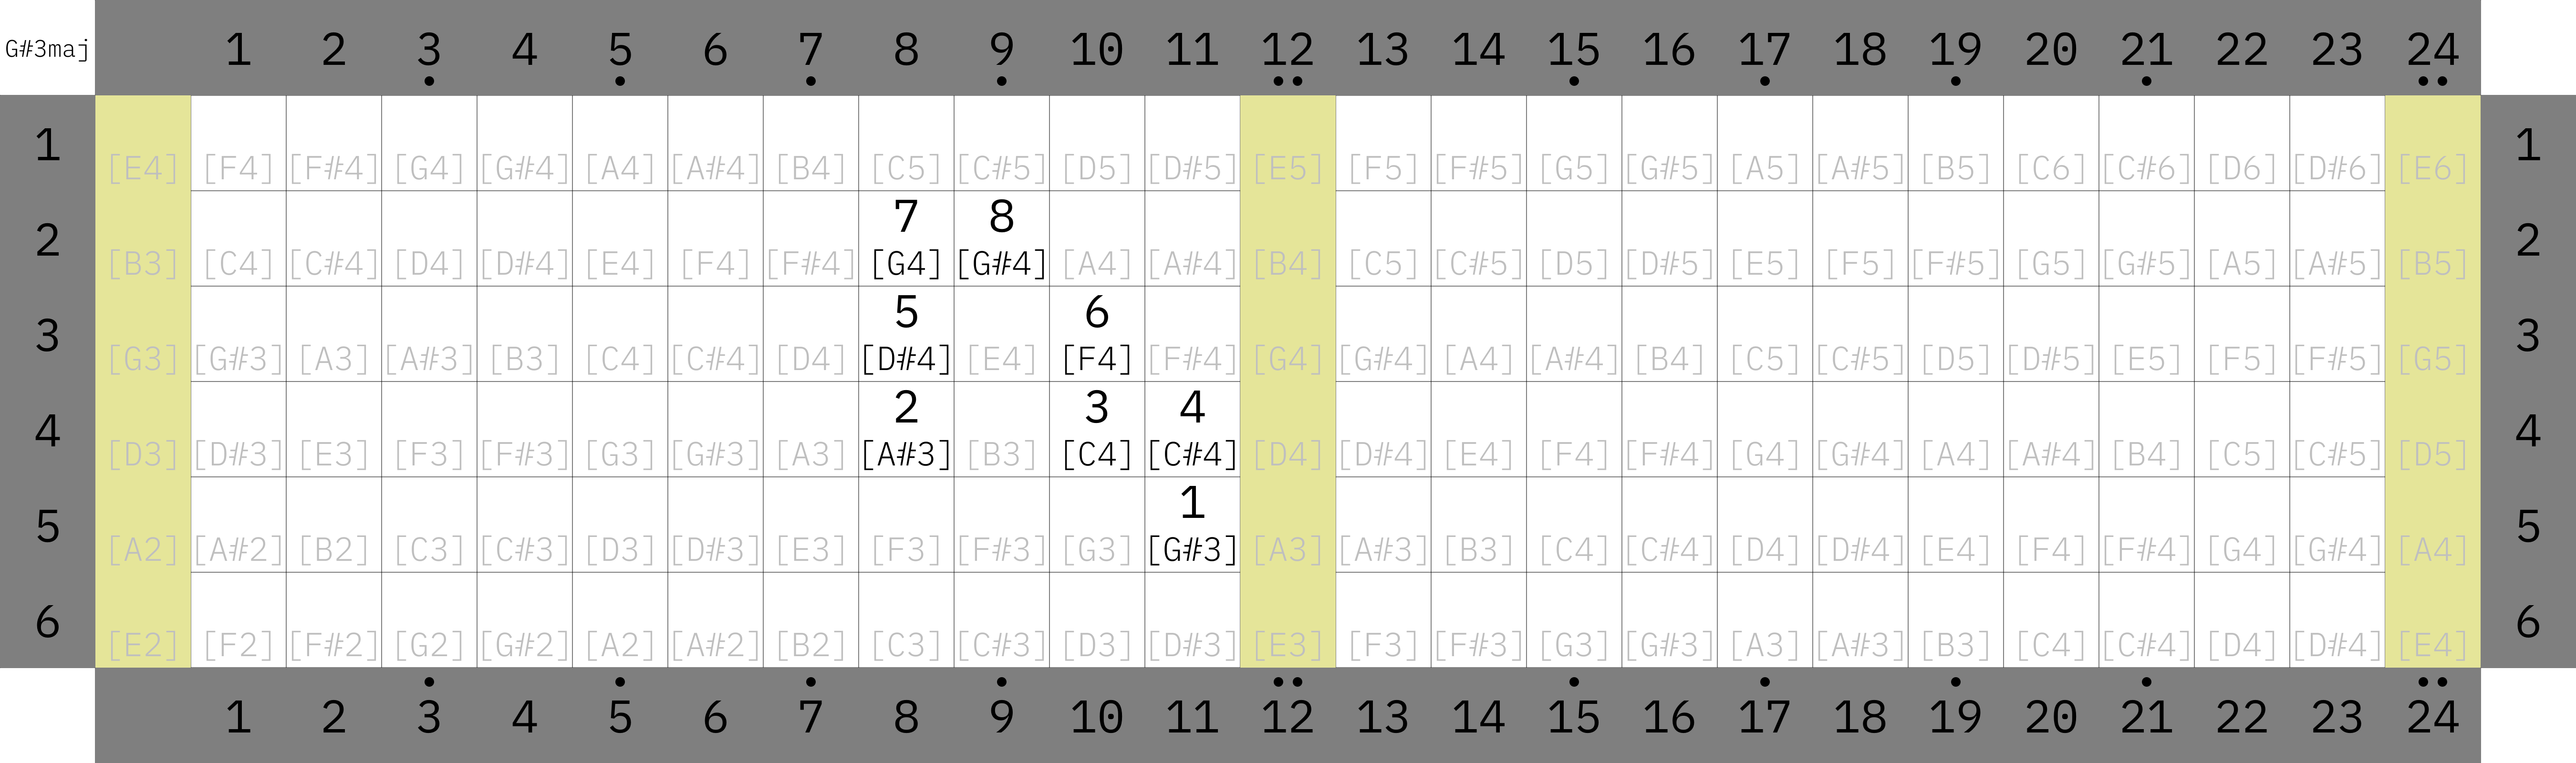 G#3maj 1 2 3 4 5 6 7 8 9 10 11 12 13 14 15 16 17 18 19 20 21 22 23 24
7 8
1 [E4] [F4] [F#4] [G4] [G#4] [A4] [A#4] [B4] [C5] [C#5] [D5] [D#5] [E5] [F5] [F#5] [G5] [G#5] [A5] [A#5] [B5] [C6] [C#6] [D6] [D#6] [E6] 1
2 [B3] [C4] [C#4] [D4] [D#4] [E4] [F4] [F#4] [G4] [G#4] [A4] [A#4] [B4] [C5] [C#5] [D5] [D#5] [E5] [F5] [F#5] [G5] [G#5] [A5] [A#5] [B5] 2
5 6
3 [G3] [G#3] [A3] [A#3] [B3] [C4] [C#4] [D4] [D#4] [E4] [F4] [F#4] [G4] [G#4] [A4] [A#4] [B4] [C5] [C#5] [D5] [D#5] [E5] [F5] [F#5] [G5] 3
2 3 4
4 [D3] [D#3] [E3] [F3] [F#3] [G3] [G#3] [A3] [A#3] [B3] [C4] [C#4] [D4] [D#4] [E4] [F4] [F#4] [G4] [G#4] [A4] [A#4] [B4] [C5] [C#5] [D5] 4
1
5 [A2] [A#2] [B2] [C3] [C#3] [D3] [D#3] [E3] [F3] [F#3] [G3] [G#3] [A3] [A#3] [B3] [C4] [C#4] [D4] [D#4] [E4] [F4] [F#4] [G4] [G#4] [A4] 5
6 [E2] [F2] [F#2] [G2] [G#2] [A2] [A#2] [B2] [C3] [C#3] [D3] [D#3] [E3] [F3] [F#3] [G3] [G#3] [A3] [A#3] [B3] [C4] [C#4] [D4] [D#4] [E4] 6
1 2 3 4 5 6 7 8 9 10 11 12 13 14 15 16 17 18 19 20 21 22 23 24